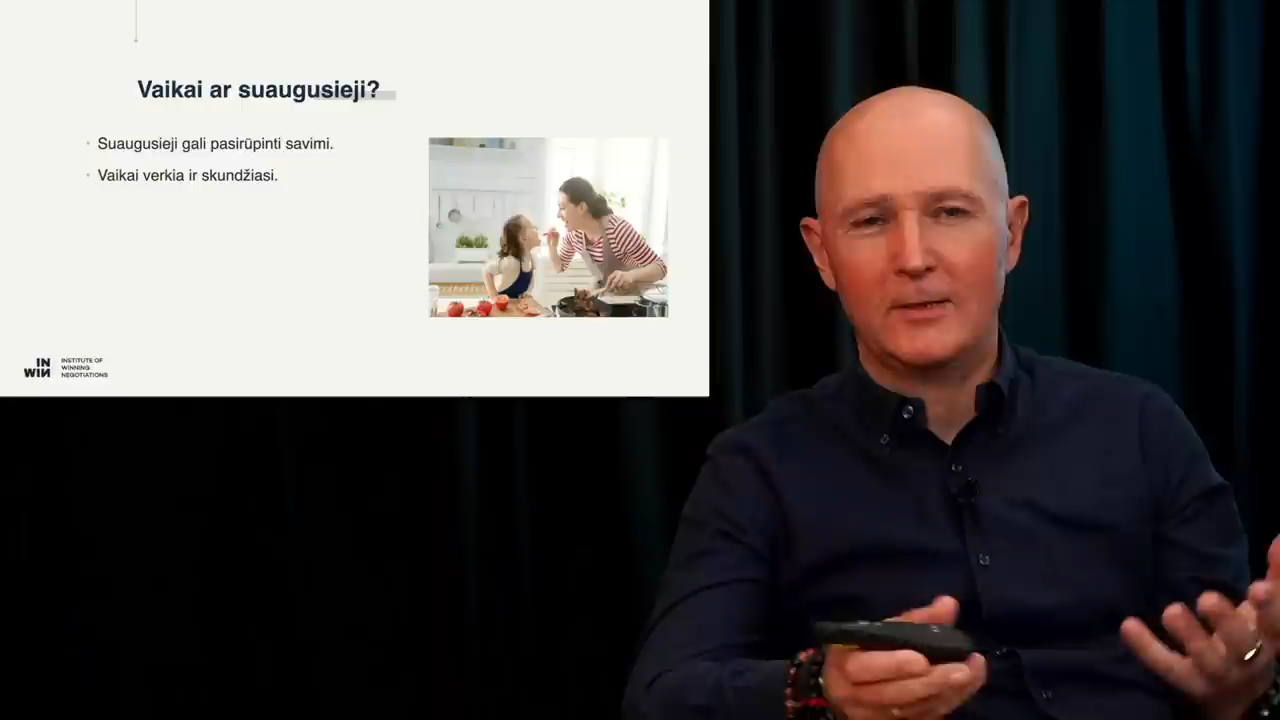 Vaikai ar suaugusieji?
Suaugusieji gali pasirūpinti savimi.
Vaikai verkia ir skundžiasi.
IN
WIN
INSTITUTE OF
WINNING
NEGOTIATIONS